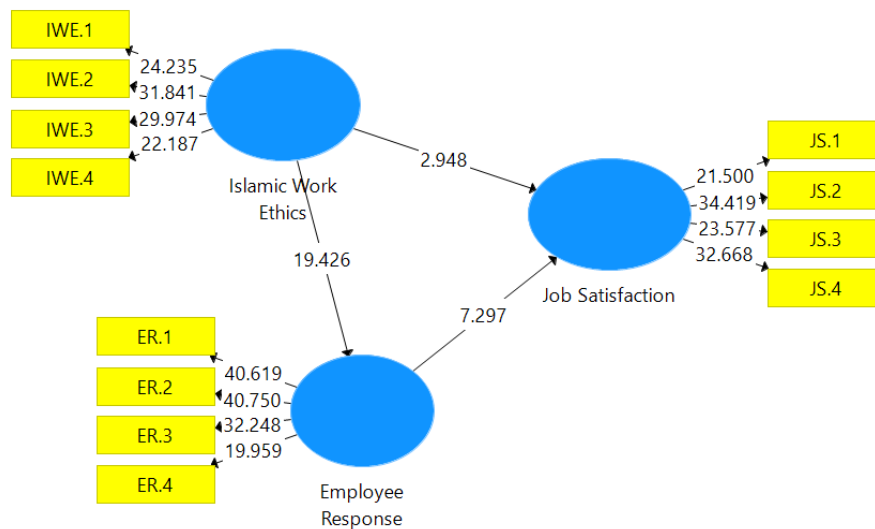 IWE.1
24.235
IWE.2
31.841
IWE.3
29.974
IWE.4
22.187
Islamic Work
Ethics
2.948
19.426
JS.1
21.500
JS.2
34.419
JS.3
23.577
JS.4
32.668
Job Satisfaction
7.297
ER.1
40.619
ER.2
40.750
ER.3
32.248
ER.4
19.959
Employee
Response